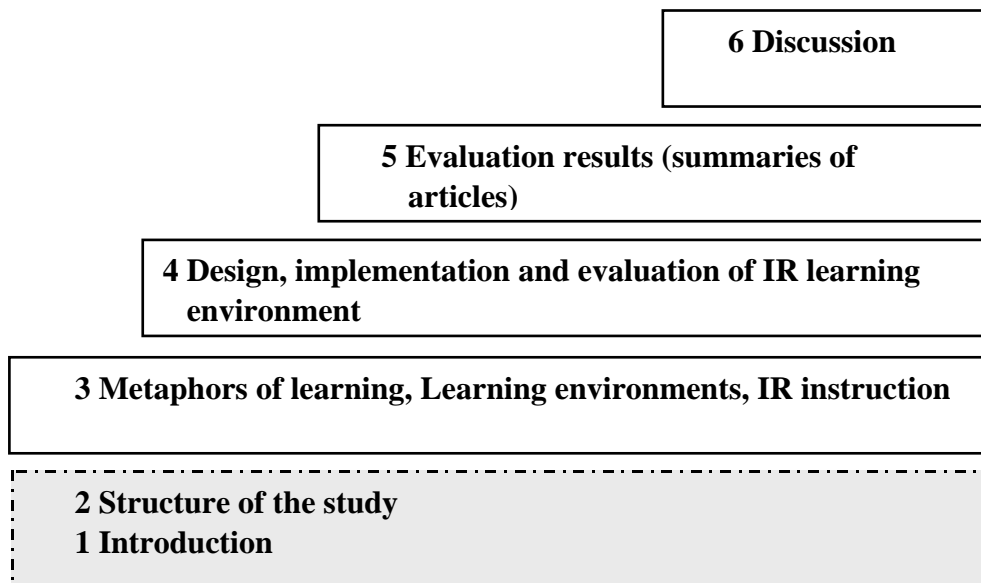 6 Discussion
5 Evaluation results (summaries of
articles)
4 Design, implementation and evaluation of IR learning
environment
3 Metaphors of learning, Learning environments, IR instruction
2 Structure of the study
1 Introduction